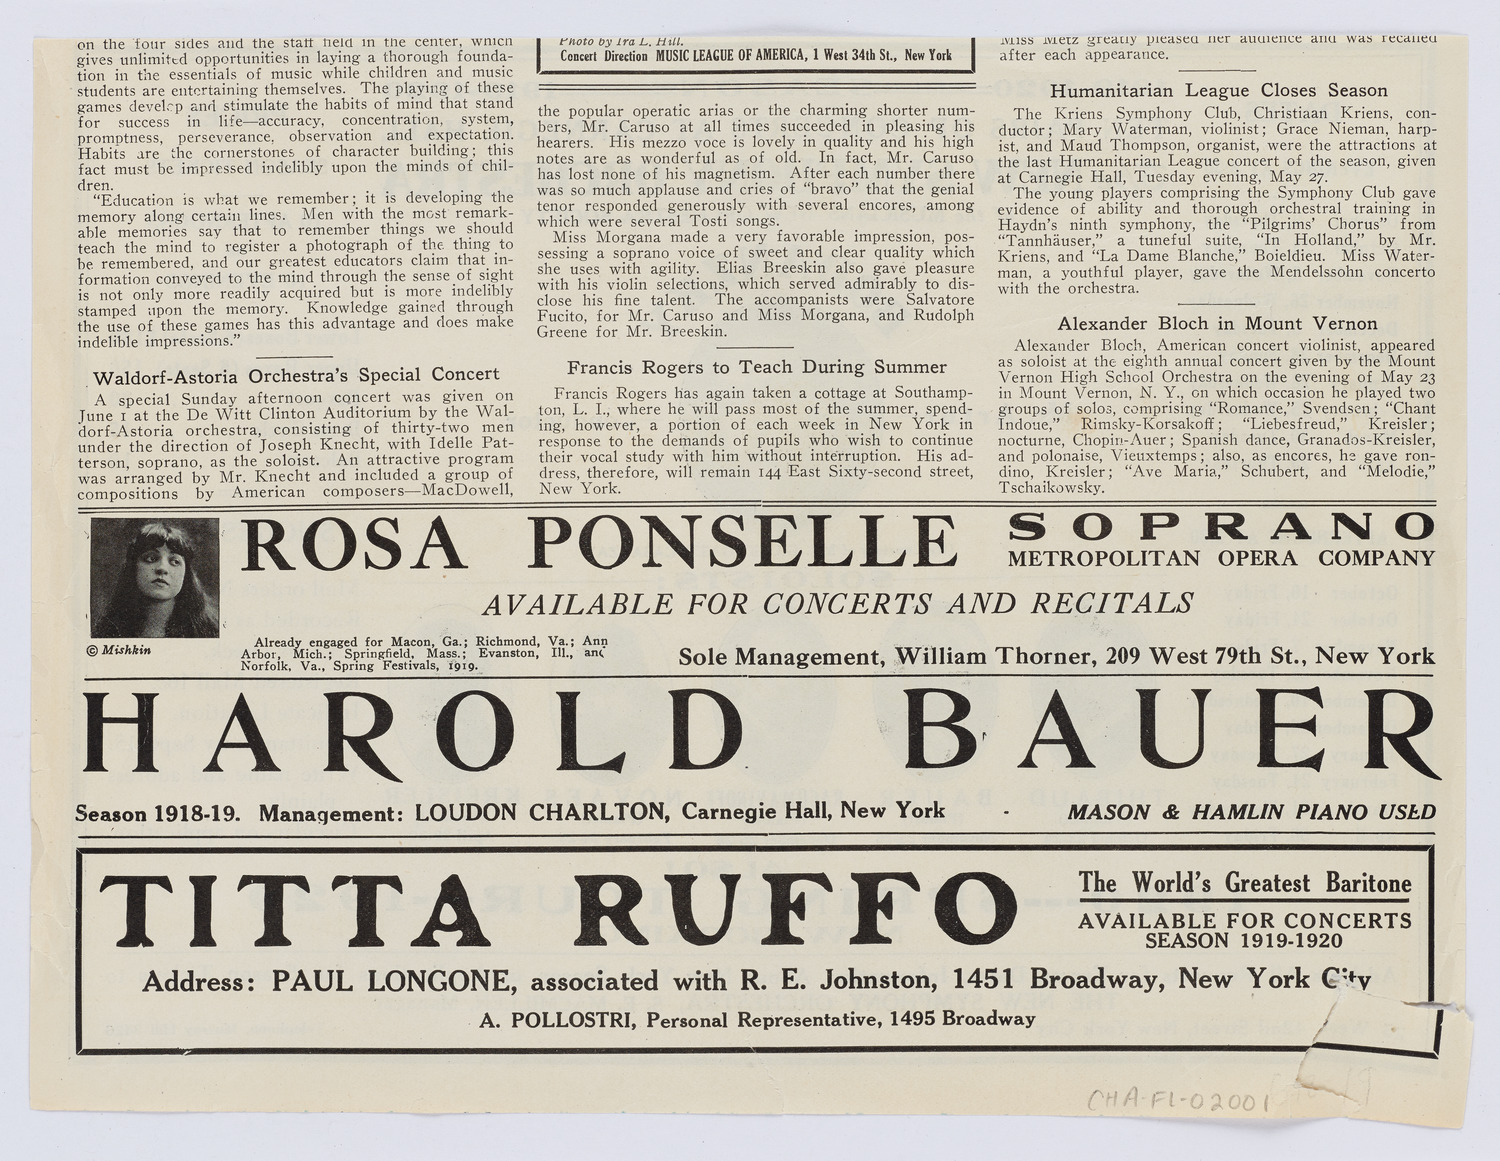 on the four sides and the staff held in the center, which
gives unlimited opportunities in laying a thorough founda-
tion in the essentials of music while children and music
students are entertaining themselves. The playing of these
games develop and stimulate the habits of mind that stand
for success in life—accuracy, concentration, system,
promptness, perseverance, observation and expectation.
Habits are the cornerstones of character building; this
fact must be impressed indelibly upon the minds of chil-
dren.
"Education is what we remember; it is developing the
memory along certain lines. Men with the most remark-
able memories say that to remember things we should
teach the mind to register a photograph of the thing to
be remembered, and our greatest educators claim that in-
formation conveyed to the mind through the sense of sight
is not only more readily acquired but is more indelibly
stamped upon the memory. Knowledge gained through
the use of these games has this advantage and does make
indelible impressions."
Waldorf-Astoria Orchestra's Special Concert
A special Sunday afternoon concert was given on
June 1 at the De Witt Clinton Auditorium by the Wal-
dorf-Astoria orchestra, consisting of thirty-two men
under the direction of Joseph Knecht, with Idelle Pat-
terson, soprano, as the soloist. An attractive program
was arranged by Mr. Knecht and included a group of
compositions by American composers—MacDowell,
Photo by Ira L. Hill.
Concert Direction MUSIC LEAGUE OF AMERICA, 1 West 34th St., New York
the popular operatic arias or the charming shorter num-
bers, Mr. Caruso at all times succeeded in pleasing his
hearers. His mezzo voce is lovely in quality and his high
notes are as wonderful as of old. In fact, Mr. Caruso
has lost none of his magnetism. After each number there
was so much applause and cries of "bravo" that the genial
tenor responded generously with several encores, among
which were several Tosti songs.
Miss Morgana made a very favorable impression, pos-
sessing a soprano voice of sweet and clear quality which
she uses with agility. Elias Breeskin also gave pleasure
with his violin selections, which served admirably to dis-
close his fine talent. The accompanists were Salvatore
Fucito, for Mr. Caruso and Miss Morgana, and Rudolph
Greene for Mr. Breeskin.
Francis Rogers to Teach During Summer
Francis Rogers has again taken a cottage at Southamp-
ton, L. I., where he will pass most of the summer, spend-
ing, however, a portion of each week in New York in
response to the demands of pupils who wish to continue
their vocal study with him without interruption. His ad-
dress, therefore, will remain 144 East Sixty-second street,
New York.
Miss Metz greatly pleased her audience and was recalled
after each appearance.
Humanitarian League Closes Season
The Kriens Symphony Club, Christiaan Kriens, con-
ductor; Mary Waterman, violinist; Grace Nieman, harp-
ist, and Maud Thompson, organist, were the attractions at
the last Humanitarian League concert of the season, given
at Carnegie Hall, Tuesday evening, May 27.
The young players comprising the Symphony Club gave
evidence of ability and thorough orchestral training in
Haydn's ninth symphony, the "Pilgrims' Chorus" from
"Tannhäuser," a tuneful suite, "In Holland," by Mr.
Kriens, and "La Dame Blanche," Boieldieu. Miss Water-
man, a youthful player, gave the Mendelssohn concerto
with the orchestra.
Alexander Bloch in Mount Vernon
Alexander Bloch, American concert violinist, appeared
as soloist at the eighth annual concert given by the Mount
Vernon High School Orchestra on the evening of May 23
in Mount Vernon, N. Y., on which occasion he played two
groups of solos, comprising "Romance," Svendsen; "Chant
Indoue," Rimsky-Korsakoff; "Liebesfreud," Kreisler;
nocturne, Chopin-Auer; Spanish dance, Granados-Kreisler,
and polonaise, Vieuxtemps; also, as encores, he gave ron-
dino, Kreisler; "Ave Maria," Schubert, and "Melodie,"
Tschaikowsky.
ROSA PONSELLE
SOPRANO
METROPOLITAN OPERA COMPANY
AVAILABLE FOR CONCERTS AND RECITALS
© Mishkin
Already engaged for Macon, Ga.; Richmond, Va.; Ann
Arbor, Mich.; Springfield, Mass.; Evanston, Ill., and
Norfolk, Va., Spring Festivals, 1919.
Sole Management, William Thorner, 209 West 79th St., New York
HAROLD BAUER
Season 1918-19. Management: LOUDON CHARLTON, Carnegie Hall, New York - MASON & HAMLIN PIANO USED
TITTA RUFFO
The World's Greatest Baritone
AVAILABLE FOR CONCERTS
SEASON 1919-1920
Address: PAUL LONGONE, associated with R. E. Johnston, 1451 Broadway, New York City
A. POLLOSTRI, Personal Representative, 1495 Broadway
CHA-FL-02001